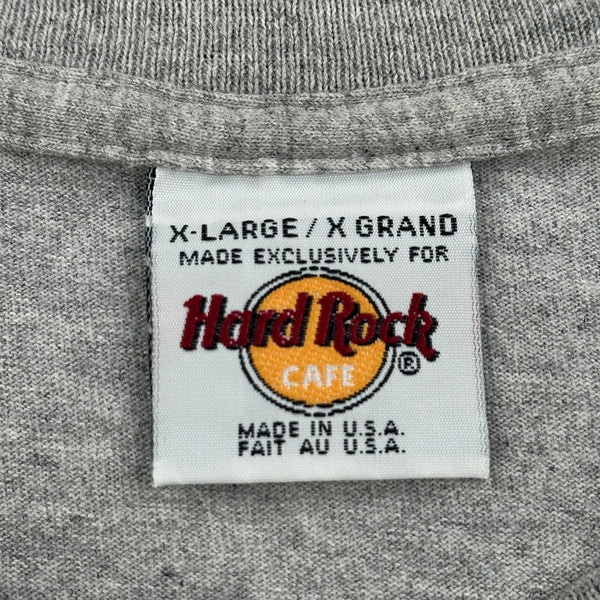 X-LARGE / X GRAND
MADE EXCLUSIVELY FOR
Hard Rock
CAFE ®
MADE IN U.S.A.
FAIT AU U.S.A.